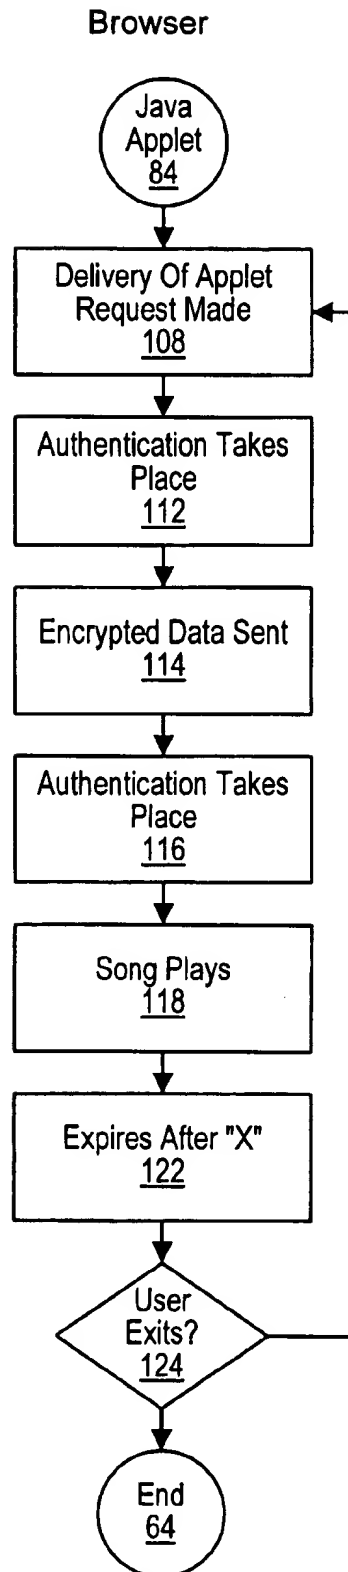 Browser
Java
Applet
84
Delivery Of Applet
Request Made
108
Authentication Takes
Place
112
Encrypted Data Sent
114
Authentication Takes
Place
116
Song Plays
118
Expires After "X"
122
User
Exits?
124
End
64